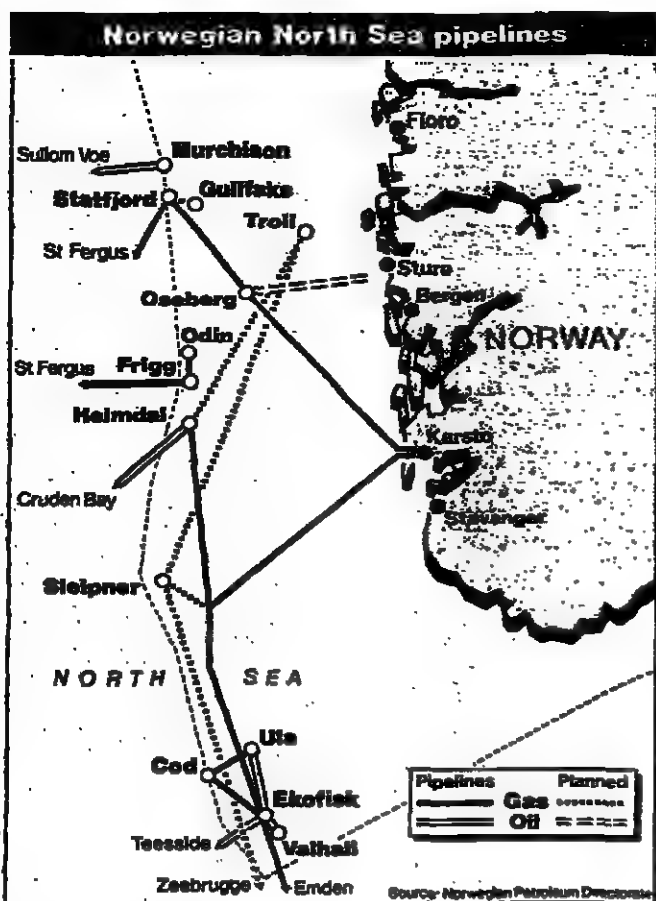 Norwegian North Sea pipelines
Floro
Sullom Voe
Murchison
Statfjord
Gullfaks
Troll
St Fergus
Sture
Oseberg
Bergen
Odin
NORWAY
St Fergus
Frigg
Heimdal
Karsto
Cruden Bay
Stavanger
Sleipner
NORTH SEA
Ula
Cod
Pipelines Planned
Gas
Oil
Ekofisk
Teesside
Valhall
Zeebrugge
Emden
Source: Norwegian Petroleum Directorate